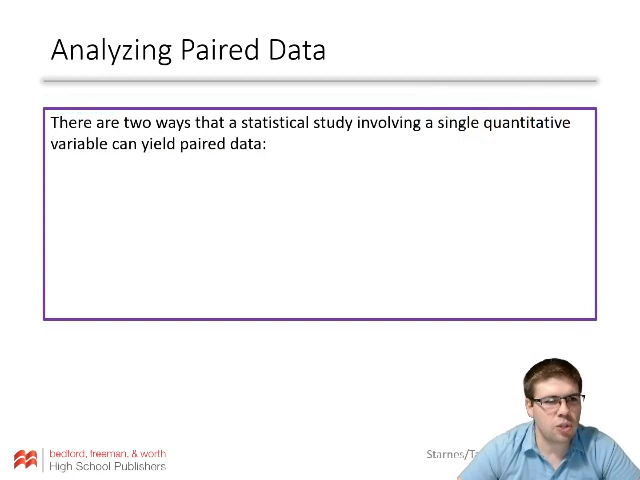 Analyzing Paired Data
There are two ways that a statistical study involving a single quantitative
variable can yield paired data:
bedford, freeman, & worth
High School Publishers